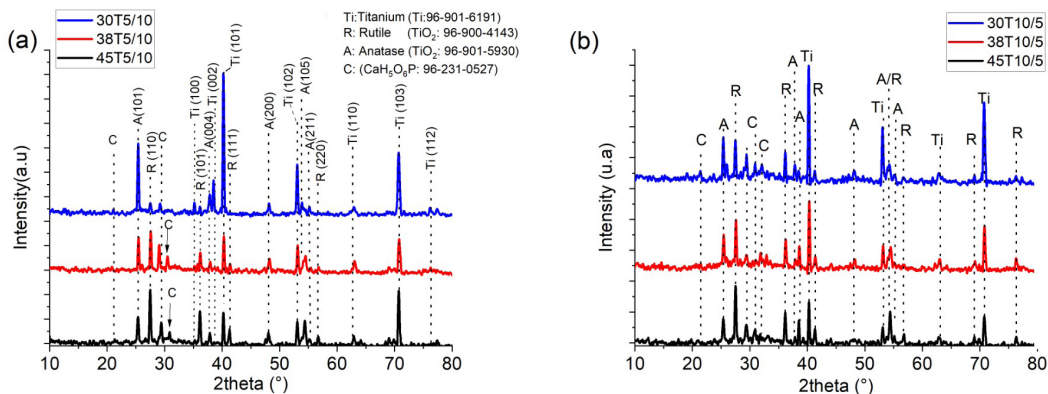 (a)
30T5/10
38T5/10
45T5/10
Ti:Titanium (Ti:96-901-6191)
R: Rutile (TiO₂: 96-900-4143)
A: Anatase (TiO₂: 96-901-5930)
C: (CaH₅O₆P: 96-231-0527)
C
A(101)
R (110)
C
Ti (100)
R (101)
A(004)
Ti (002)
Ti (101)
R (111)
A(200)
Ti (102)
A(105)
A(211)
R (220)
Ti (110)
Ti (103)
Ti (112)
C
C
Intensity(a.u)
10 20 30 40 50 60 70 80
2theta (°)
(b)
30T10/5
38T10/5
45T10/5
C
A
R
C
C
R
A
A
Ti
R
A
Ti
A/R
A
R
Ti
R
Ti
R
Intensity (u.a)
10 20 30 40 50 60 70 80
2theta (°)